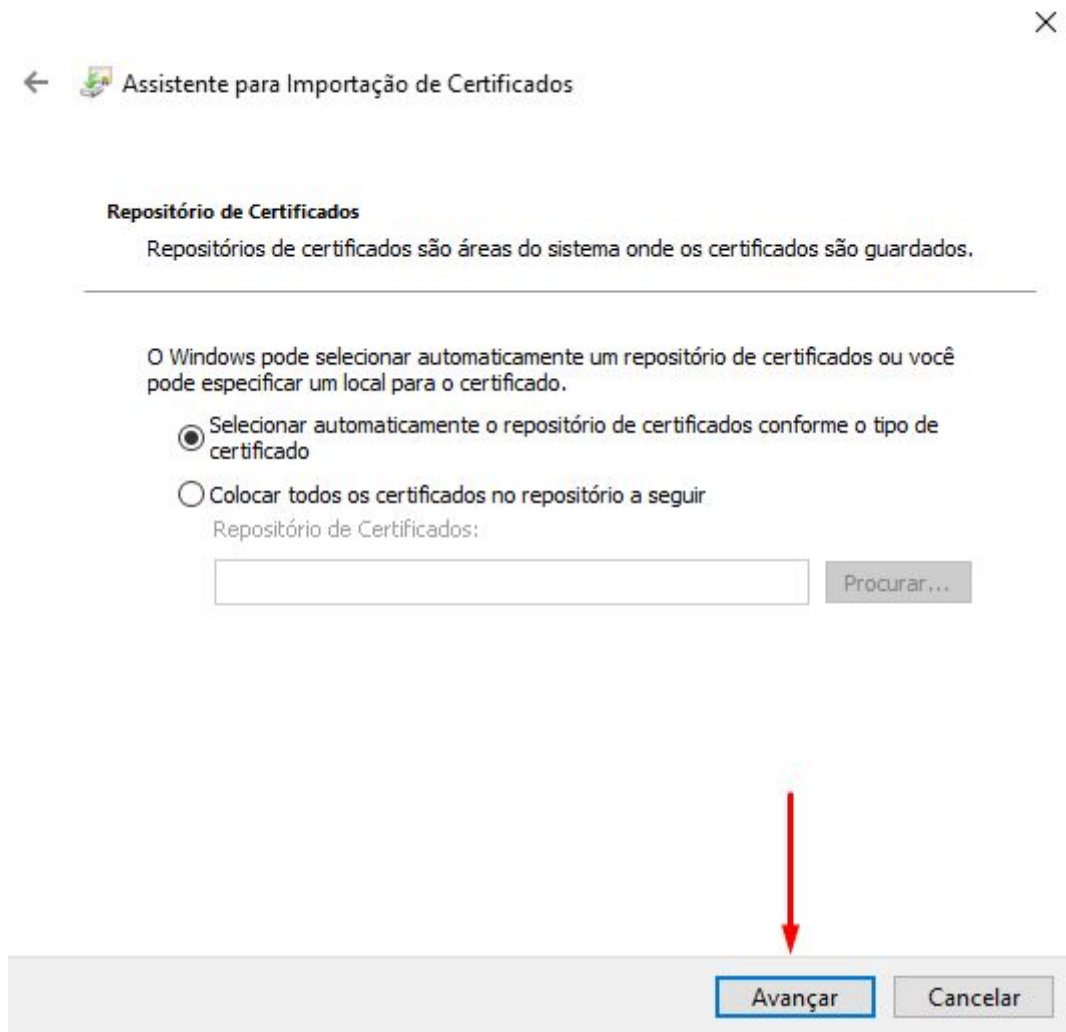 Assistente para Importação de Certificados
Repositório de Certificados
Repositórios de certificados são áreas do sistema onde os certificados são guardados.
O Windows pode selecionar automaticamente um repositório de certificados ou você
pode especificar um local para o certificado.
Selecionar automaticamente o repositório de certificados conforme o tipo de
certificado
Colocar todos os certificados no repositório a seguir
Repositório de Certificados:
Procurar...
Avançar
Cancelar